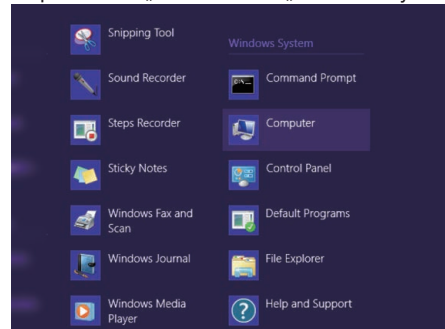 Snipping Tool
Sound Recorder
Steps Recorder
Sticky Notes
Windows Fax and
Scan
Windows Journal
Windows Media
Player
Windows System
Command Prompt
Computer
Control Panel
Default Programs
File Explorer
Help and Support